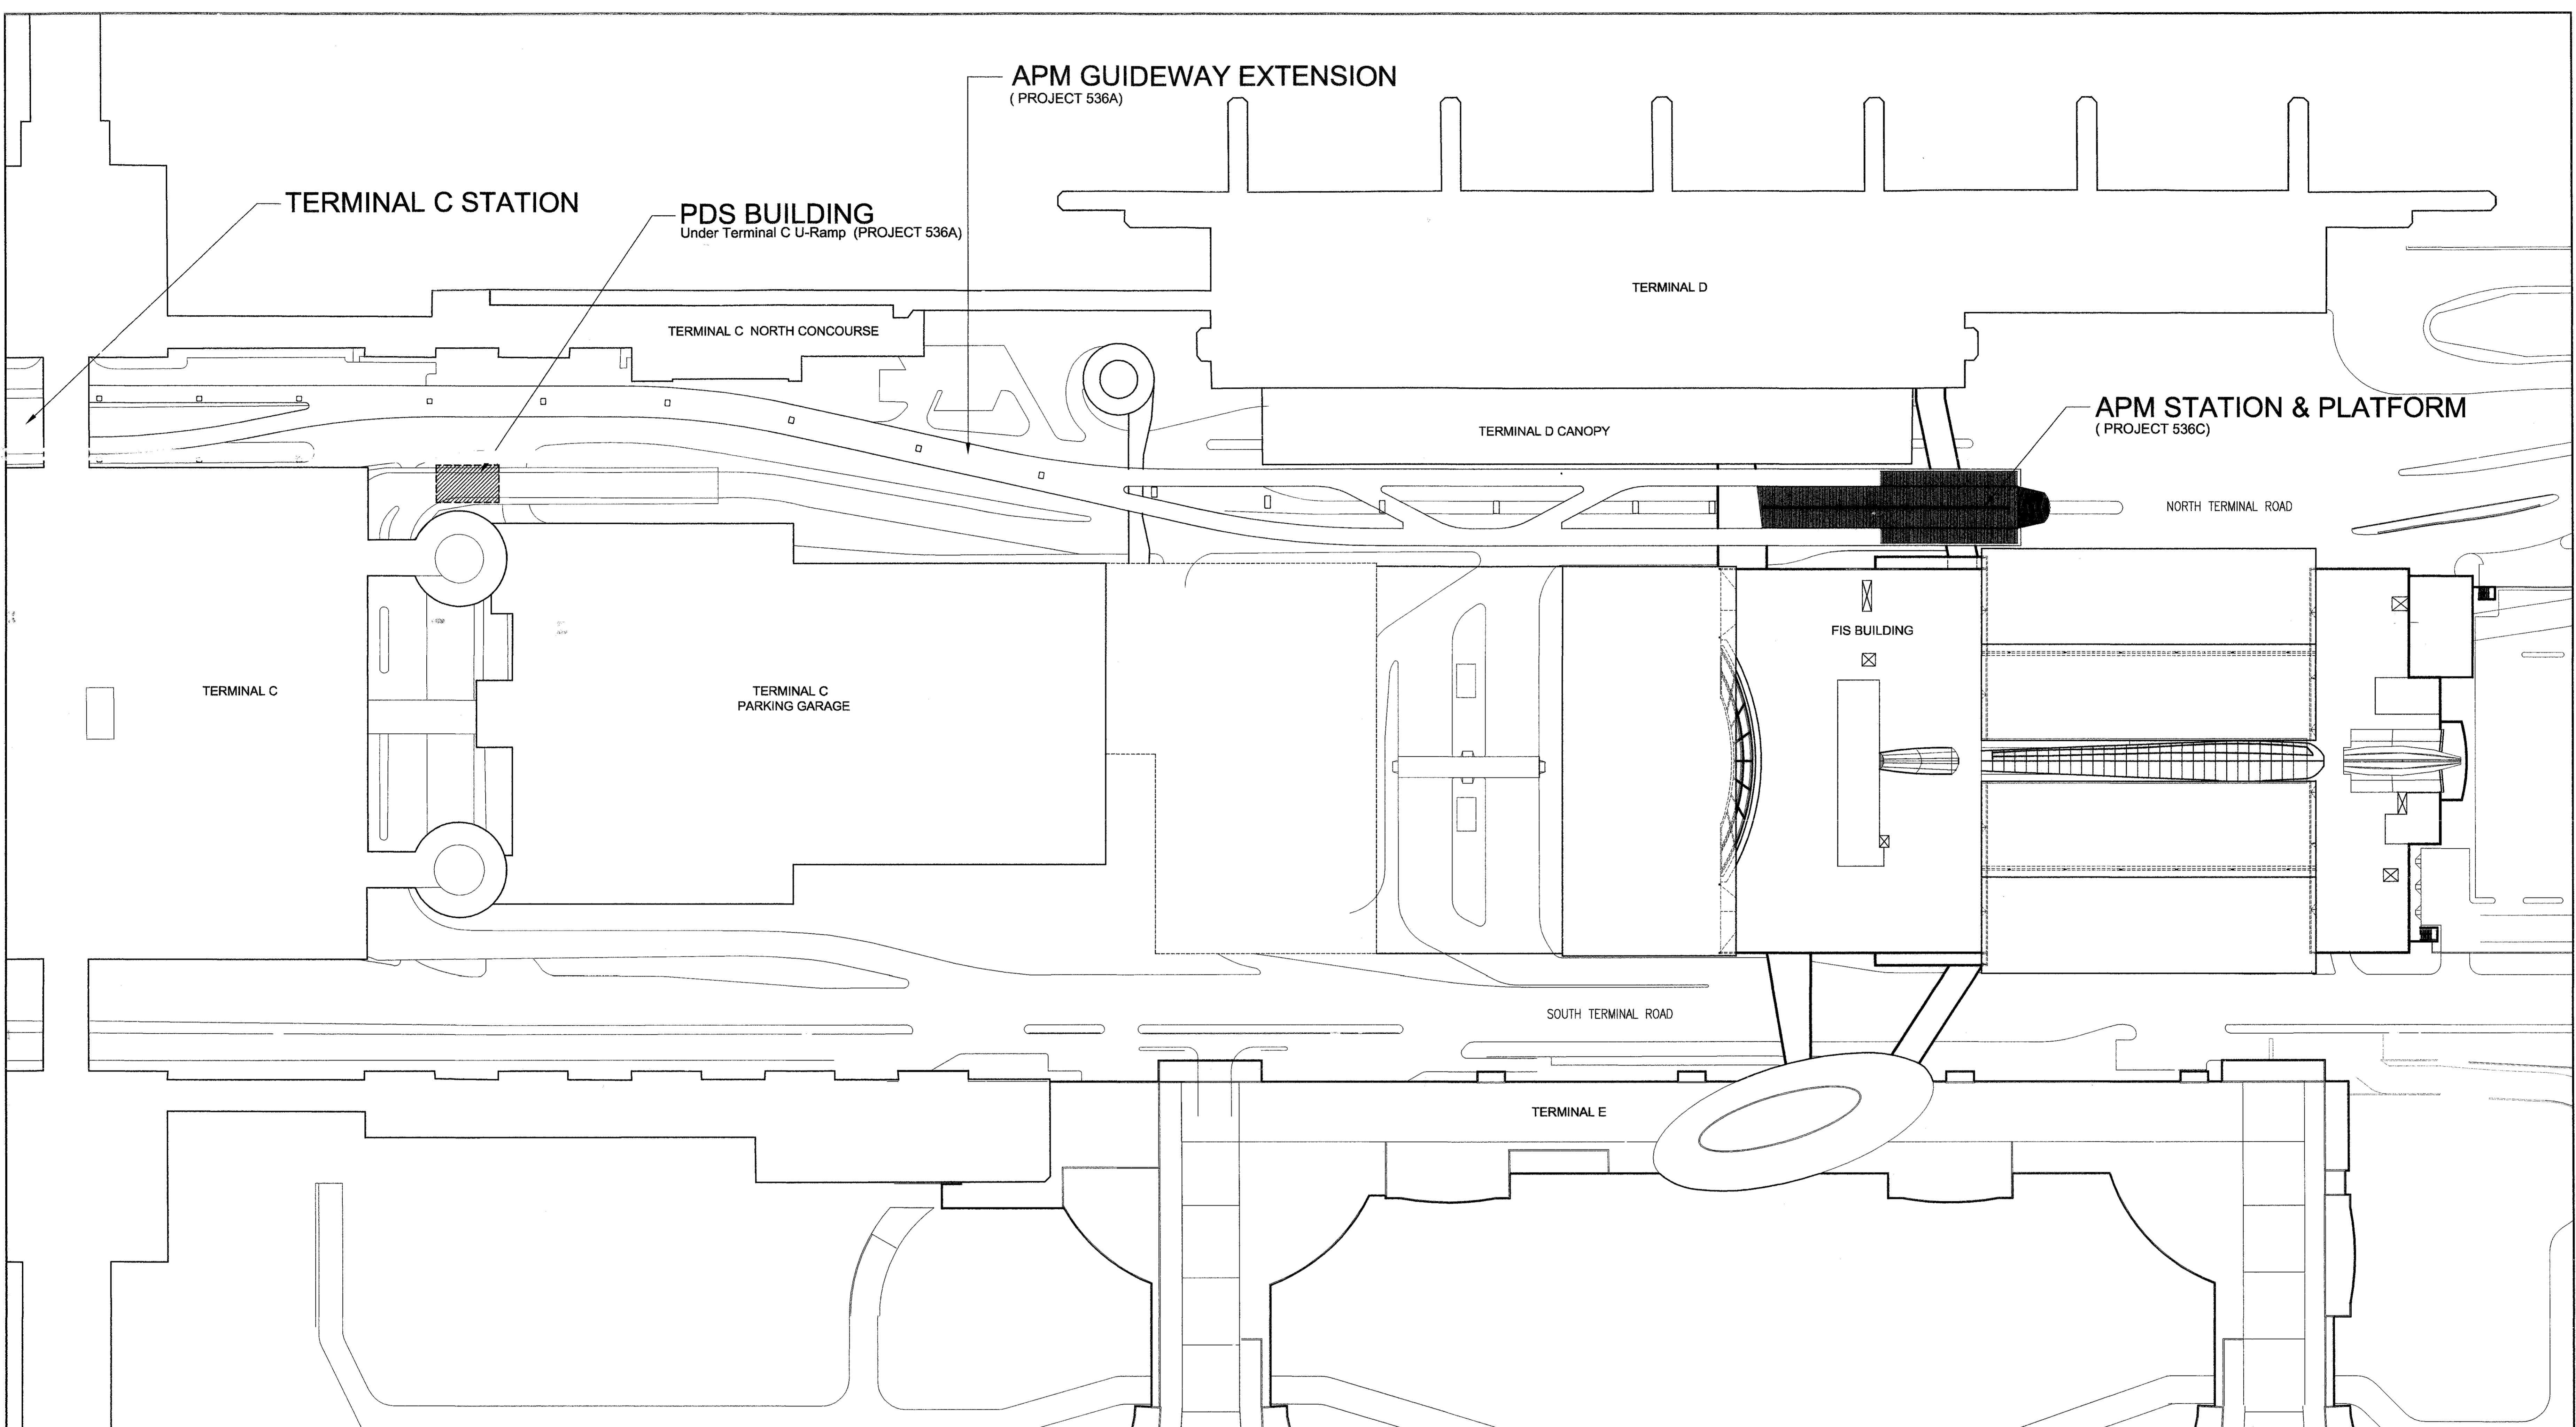 APM GUIDEWAY EXTENSION
( PROJECT 536A)
TERMINAL C STATION
PDS BUILDING
Under Terminal C U-Ramp (PROJECT 536A)
TERMINAL D
TERMINAL C NORTH CONCOURSE
APM STATION & PLATFORM
( PROJECT 536C)
TERMINAL D CANOPY
NORTH TERMINAL ROAD
FIS BUILDING
TERMINAL C
TERMINAL C
PARKING GARAGE
SOUTH TERMINAL ROAD
TERMINAL E